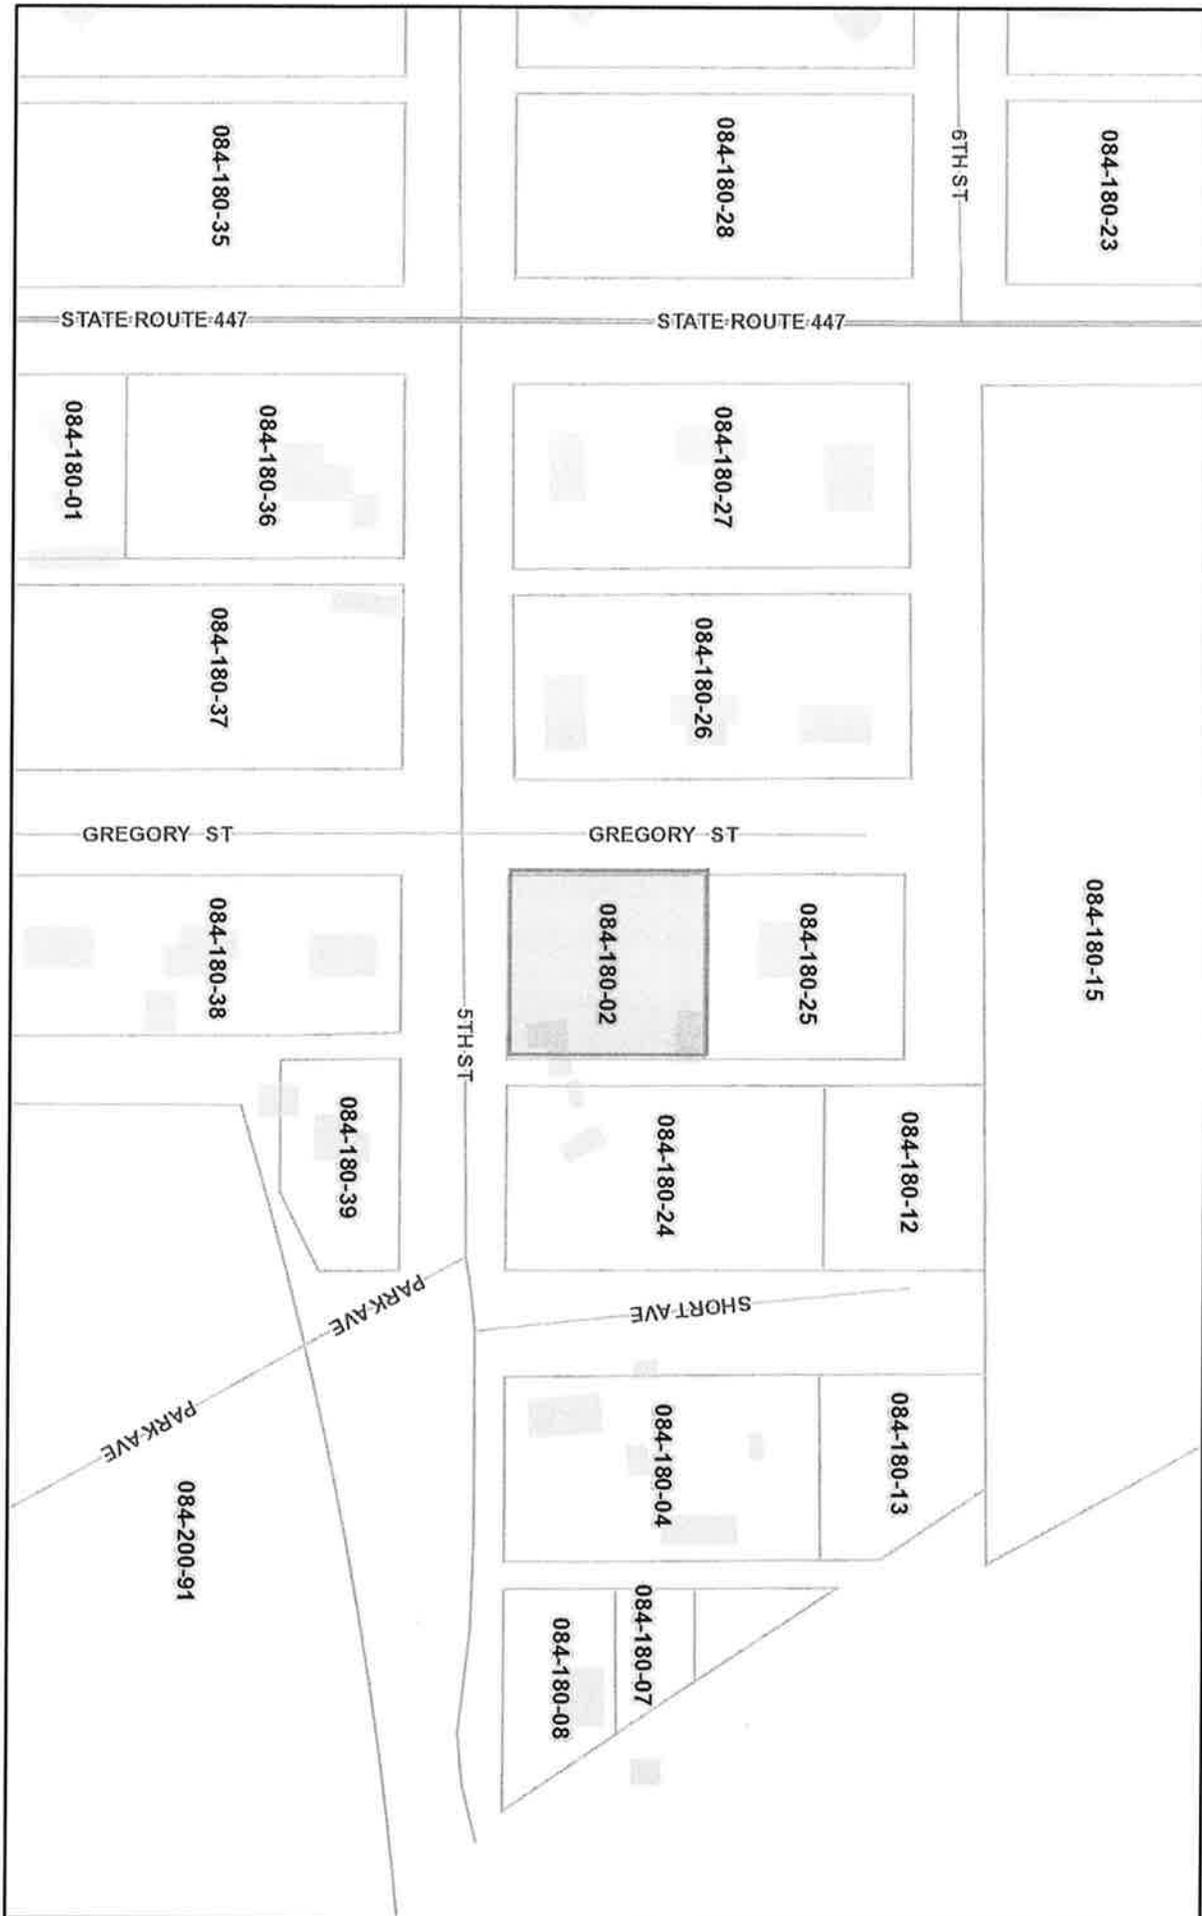 084-180-35
084-180-28
6TH ST
084-180-23
STATE ROUTE 447
STATE ROUTE 447
084-180-01
084-180-36
084-180-27
084-180-37
084-180-26
GREGORY ST
GREGORY ST
084-180-38
084-180-02
084-180-25
084-180-15
5TH ST
084-180-39
084-180-24
084-180-12
PARK AVE
SHORT AVE
PARK AVE
084-180-04
084-180-13
084-200-91
084-180-07
084-180-08